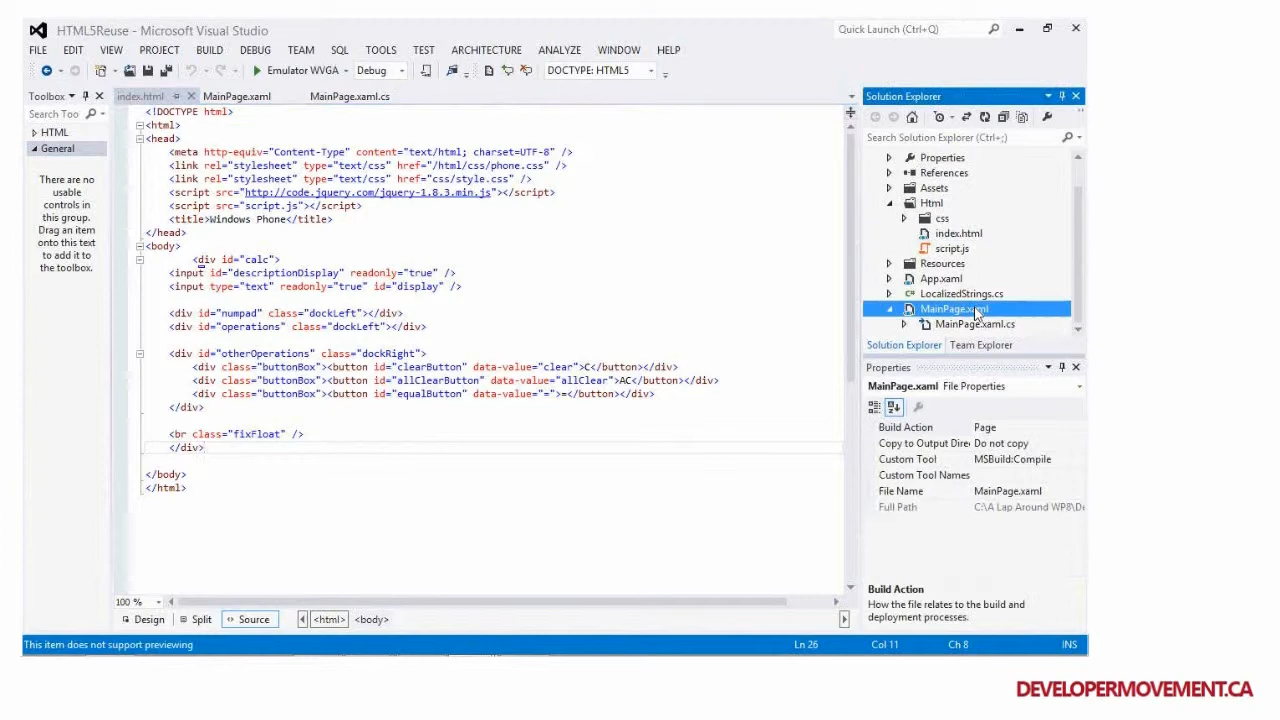 HTML5Reuse - Microsoft Visual Studio
Quick Launch (Ctrl+Q)
FILE EDIT VIEW PROJECT BUILD DEBUG TEAM SQL TOOLS TEST ARCHITECTURE ANALYZE WINDOW HELP
Emulator WVGA Debug DOCTYPE: HTML5
Toolbox
index.html MainPage.xaml MainPage.xaml.cs
Search Too
HTML
General
There are no
usable
controls in
this group.
Drag an item
onto this text
to add it to
the toolbox.
<!DOCTYPE html>
<html>
<head>
<meta http-equiv="Content-Type" content="text/html; charset=UTF-8" />
<link rel="stylesheet" type="text/css" href="/html/css/phone.css" />
<link rel="stylesheet" type="text/css" href="css/style.css" />
<script src="http://code.jquery.com/jquery-1.8.3.min.js"></script>
<script src="script.js"></script>
<title>Windows Phone</title>
</head>
<body>
<div id="calc">
<input id="descriptionDisplay" readonly="true" />
<input type="text" readonly="true" id="display" />
<div id="numpad" class="dockLeft"></div>
<div id="operations" class="dockLeft"></div>
<div id="otherOperations" class="dockRight">
<div class="buttonBox"><button id="clearButton" data-value="clear">C</button></div>
<div class="buttonBox"><button id="allClearButton" data-value="allClear">AC</button></div>
<div class="buttonBox"><button id="equalButton" data-value="=">=</button></div>
</div>
<br class="fixFloat" />
</div>
</body>
</html>
100 %
Design Split Source <html> <body>
Solution Explorer
Search Solution Explorer (Ctrl+;)
Properties
References
Assets
Html
css
index.html
script.js
Resources
App.xaml
LocalizedStrings.cs
MainPage.xaml
MainPage.xaml.cs
Solution Explorer Team Explorer
Properties
MainPage.xaml File Properties
Build Action Page
Copy to Output Direc Do not copy
Custom Tool MSBuild:Compile
Custom Tool Names
File Name MainPage.xaml
Full Path C:\A Lap Around WP8\De
Build Action
How the file relates to the build and
deployment processes.
This item does not support previewing Ln 26 Col 11 Ch 8 INS
DEVELOPERMOVEMENT.CA